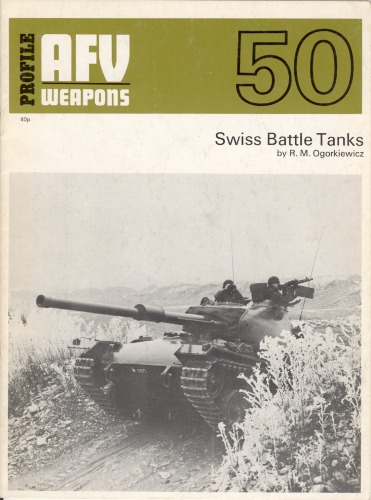 PROFILE
AFV
WEAPONS
50
40p
Swiss Battle Tanks
by R. M. Ogorkiewicz